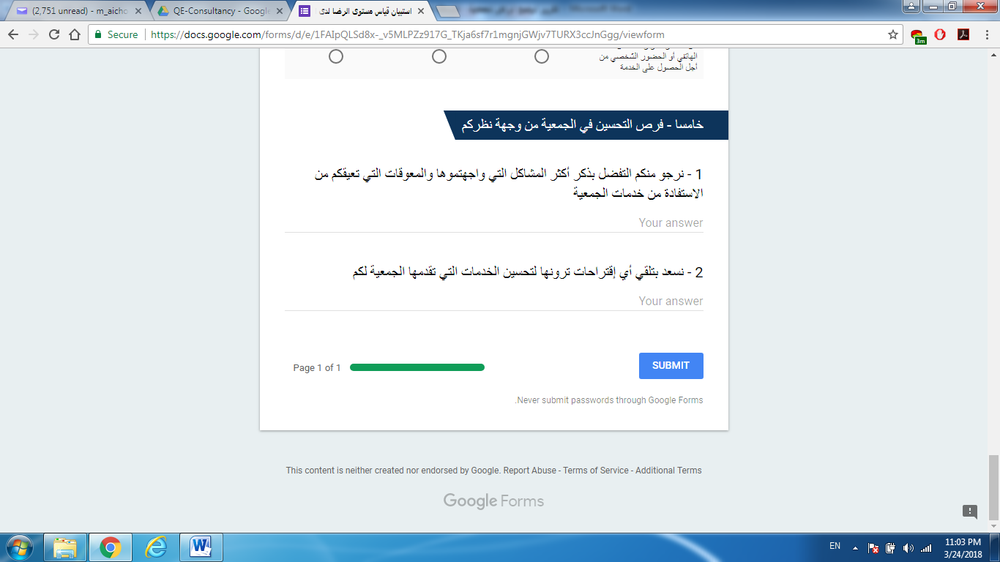 (2,751 unread) - m_aicho
QE-Consultancy - Google
استبيان قياس مستوى الرضا لدى
Secure
https://docs.google.com/forms/d/e/1FAIpQLSd8x-_v5MLPZz917G_TKja6sf7r1mgnjGWjv7TURX3ccJnGgg/viewform
3m
الهاتفي أو الحضور الشخصي من
أجل الحصول على الخدمة
خامسا - فرص التحسين في الجمعية من وجهة نظركم
1 - نرجو منكم التفضل بذكر أكثر المشاكل التي واجهتموها والمعوقات التي تعيقكم من
الاستفادة من خدمات الجمعية
Your answer
2 - نسعد بتلقي أي إقتراحات ترونها لتحسين الخدمات التي تقدمها الجمعية لكم
Your answer
Page 1 of 1
SUBMIT
.Never submit passwords through Google Forms
This content is neither created nor endorsed by Google. Report Abuse - Terms of Service - Additional Terms
Google Forms
EN
11:03 PM
3/24/2018